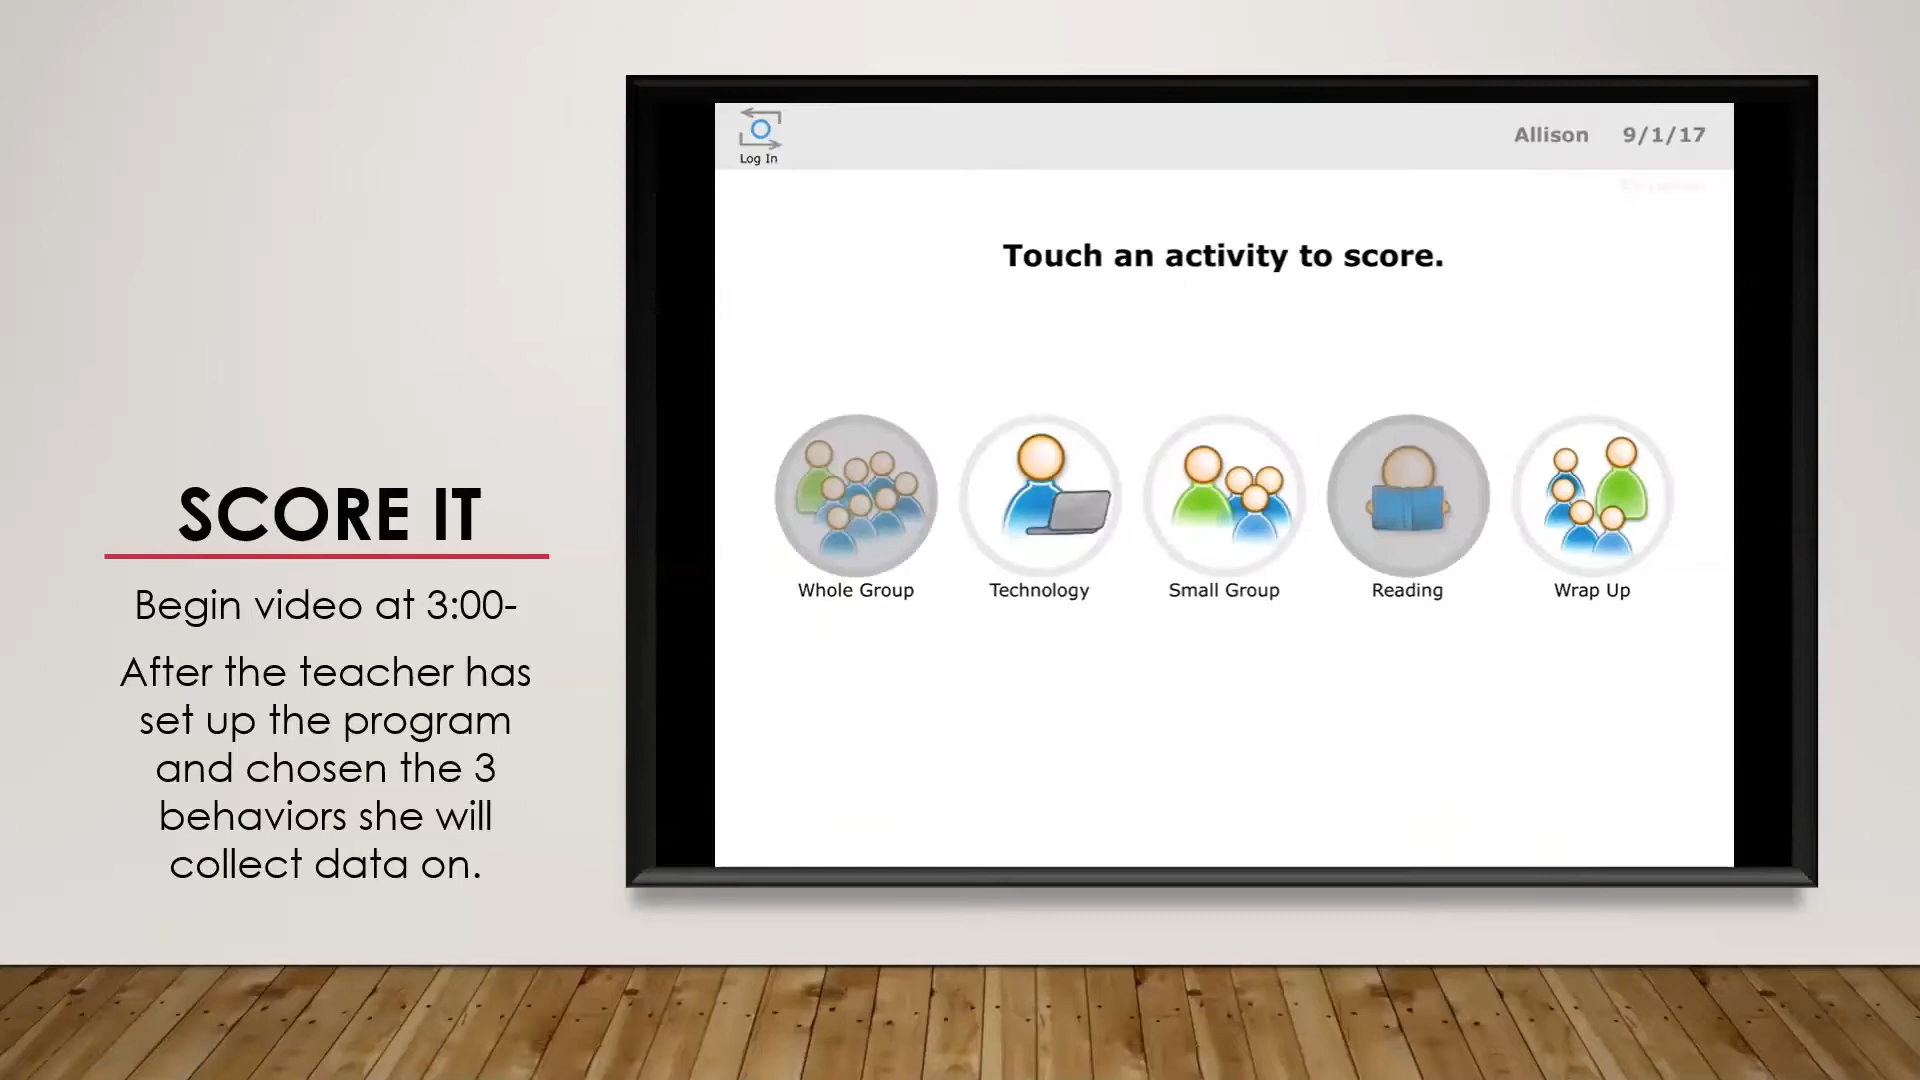 SCORE IT
Begin video at 3:00-
After the teacher has
set up the program
and chosen the 3
behaviors she will
collect data on.
Log In
Allison 9/1/17
Touch an activity to score.
Whole Group
Technology
Small Group
Reading
Wrap Up